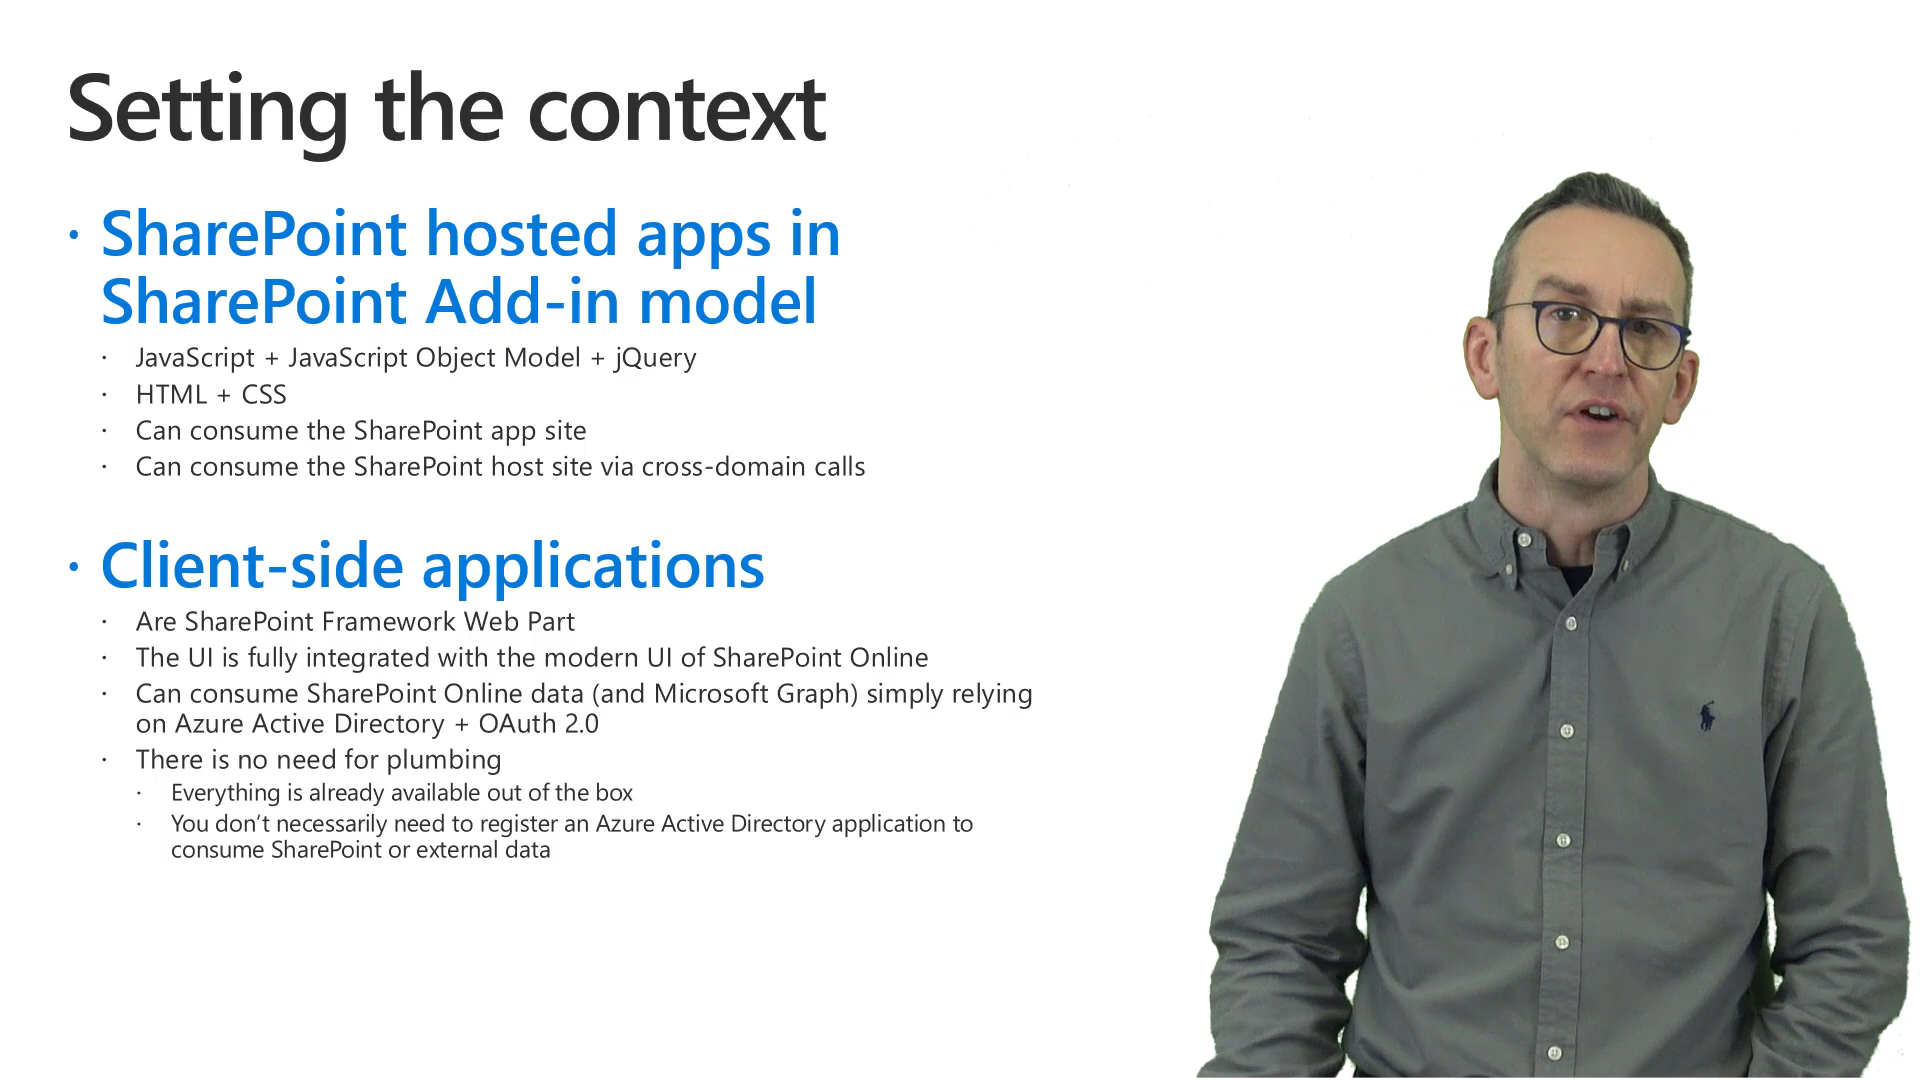 Setting the context
· SharePoint hosted apps in
SharePoint Add-in model
· JavaScript + JavaScript Object Model + jQuery
· HTML + CSS
· Can consume the SharePoint app site
· Can consume the SharePoint host site via cross-domain calls
· Client-side applications
· Are SharePoint Framework Web Part
· The UI is fully integrated with the modern UI of SharePoint Online
· Can consume SharePoint Online data (and Microsoft Graph) simply relying
on Azure Active Directory + OAuth 2.0
· There is no need for plumbing
· Everything is already available out of the box
· You don’t necessarily need to register an Azure Active Directory application to
consume SharePoint or external data